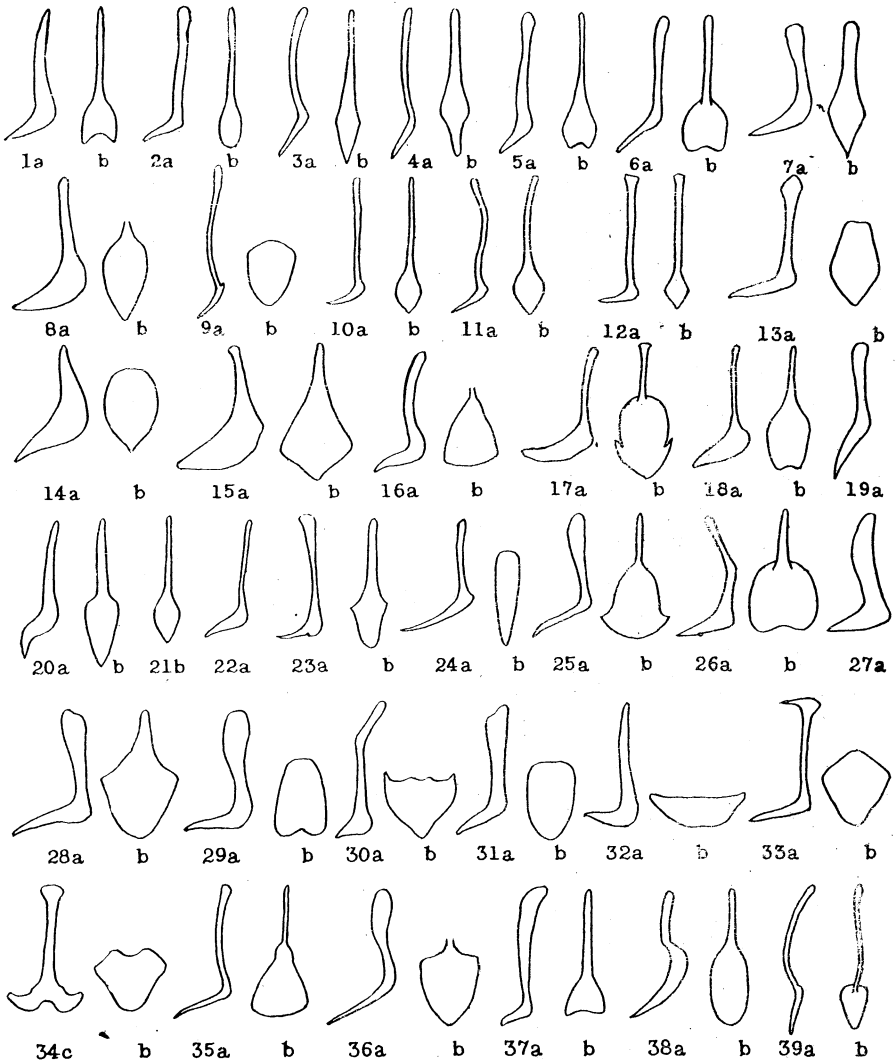 1a b 2a b 3a b 4a b 5a b 6a b 7a b
8a b 9a b 10a b 11a b 12a b 13a b
14a b 15a b 16a b 17a b 18a b 19a
20a b 21b 22a 23a b 24a b 25a b 26a b 27a
28a b 29a b 30a b 31a b 32a b 33a b
34c b 35a b 36a b 37a b 38a b 39a b